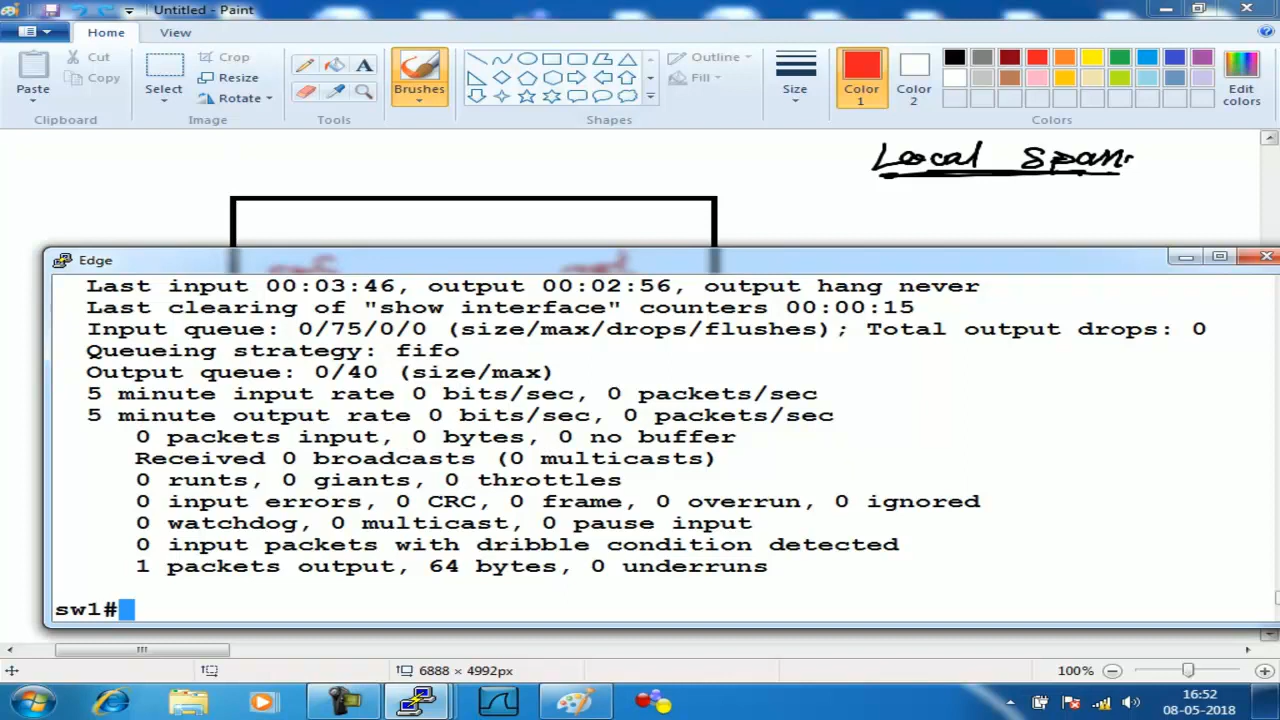 Untitled - Paint
Home View
Cut
Copy
Paste
Clipboard
Crop
Resize
Rotate
Select
Image
Tools
Brushes
Outline
Fill
Shapes
Size
Color 1
Color 2
Edit colors
Colors
Local Span
Edge
Last input 00:03:46, output 00:02:56, output hang never
Last clearing of "show interface" counters 00:00:15
Input queue: 0/75/0/0 (size/max/drops/flushes); Total output drops: 0
Queueing strategy: fifo
Output queue: 0/40 (size/max)
5 minute input rate 0 bits/sec, 0 packets/sec
5 minute output rate 0 bits/sec, 0 packets/sec
0 packets input, 0 bytes, 0 no buffer
Received 0 broadcasts (0 multicasts)
0 runts, 0 giants, 0 throttles
0 input errors, 0 CRC, 0 frame, 0 overrun, 0 ignored
0 watchdog, 0 multicast, 0 pause input
0 input packets with dribble condition detected
1 packets output, 64 bytes, 0 underruns
sw1#
6888 × 4992px
100%
16:52
08-05-2018